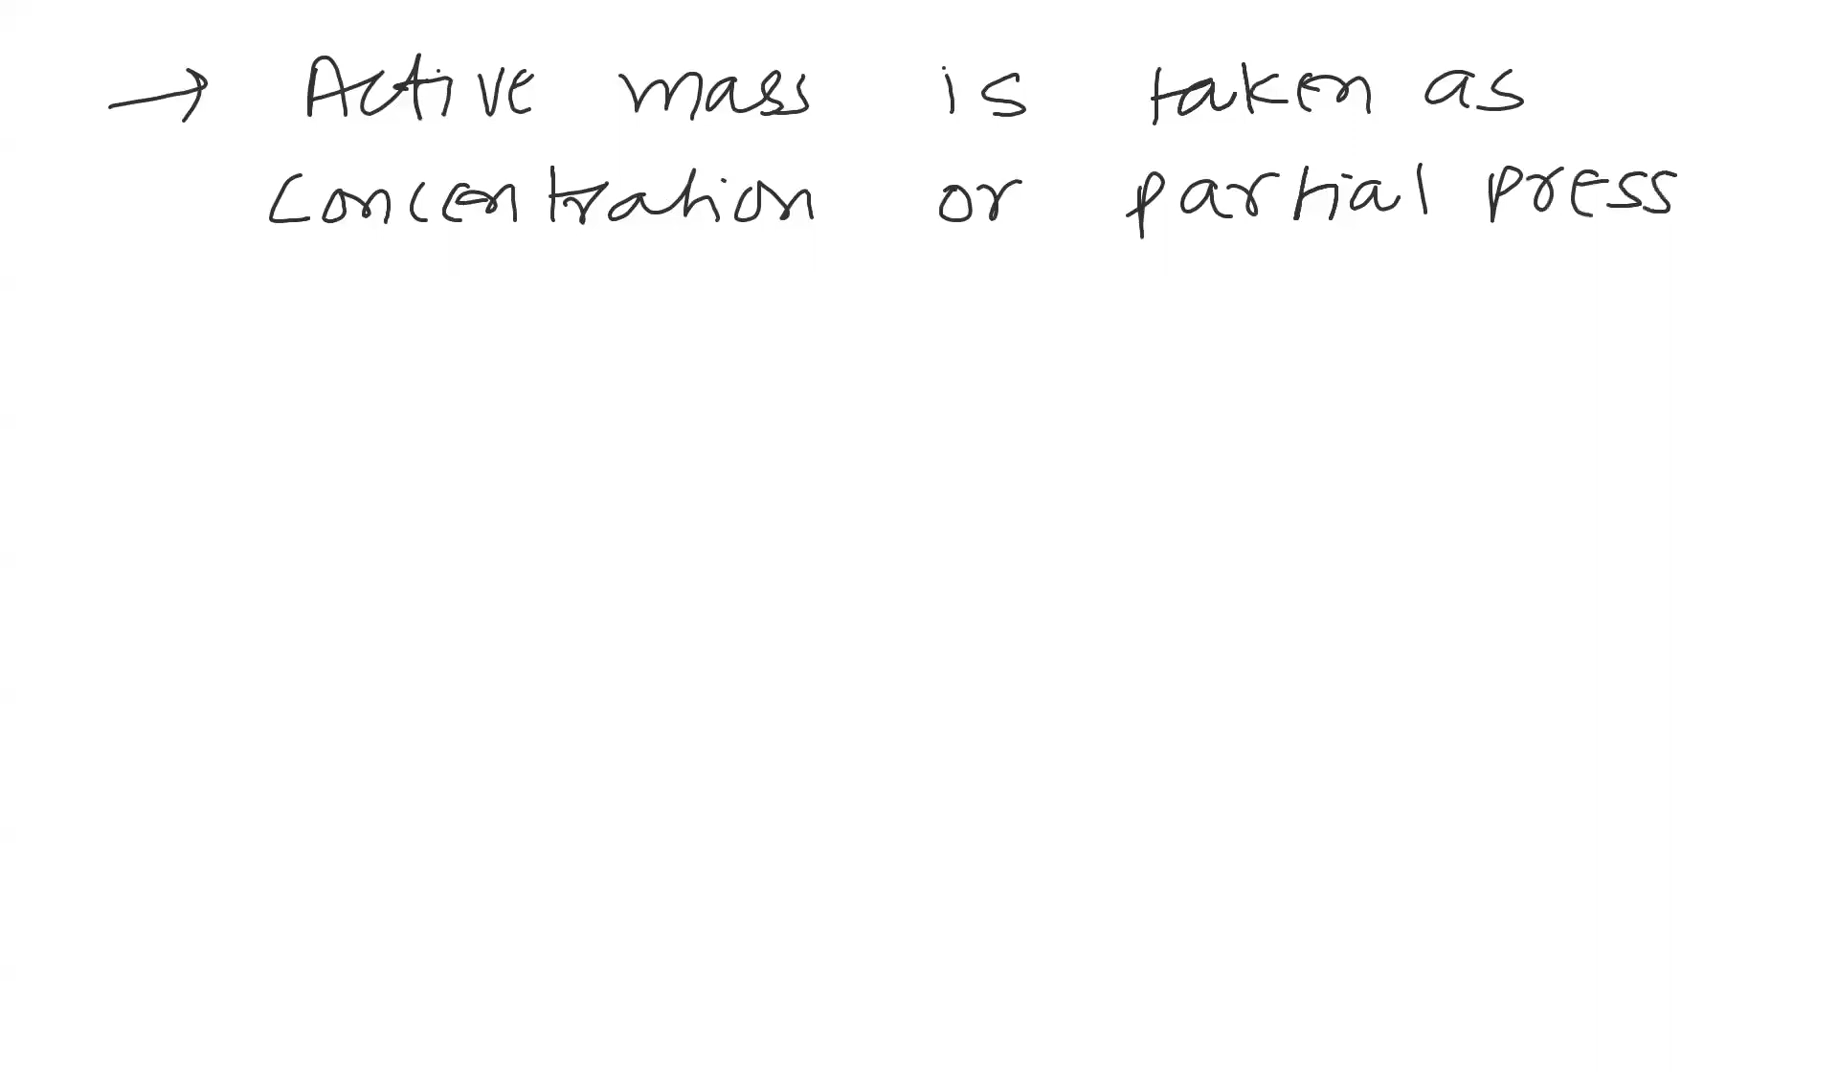 → Active mass is taken as
concentration or partial press